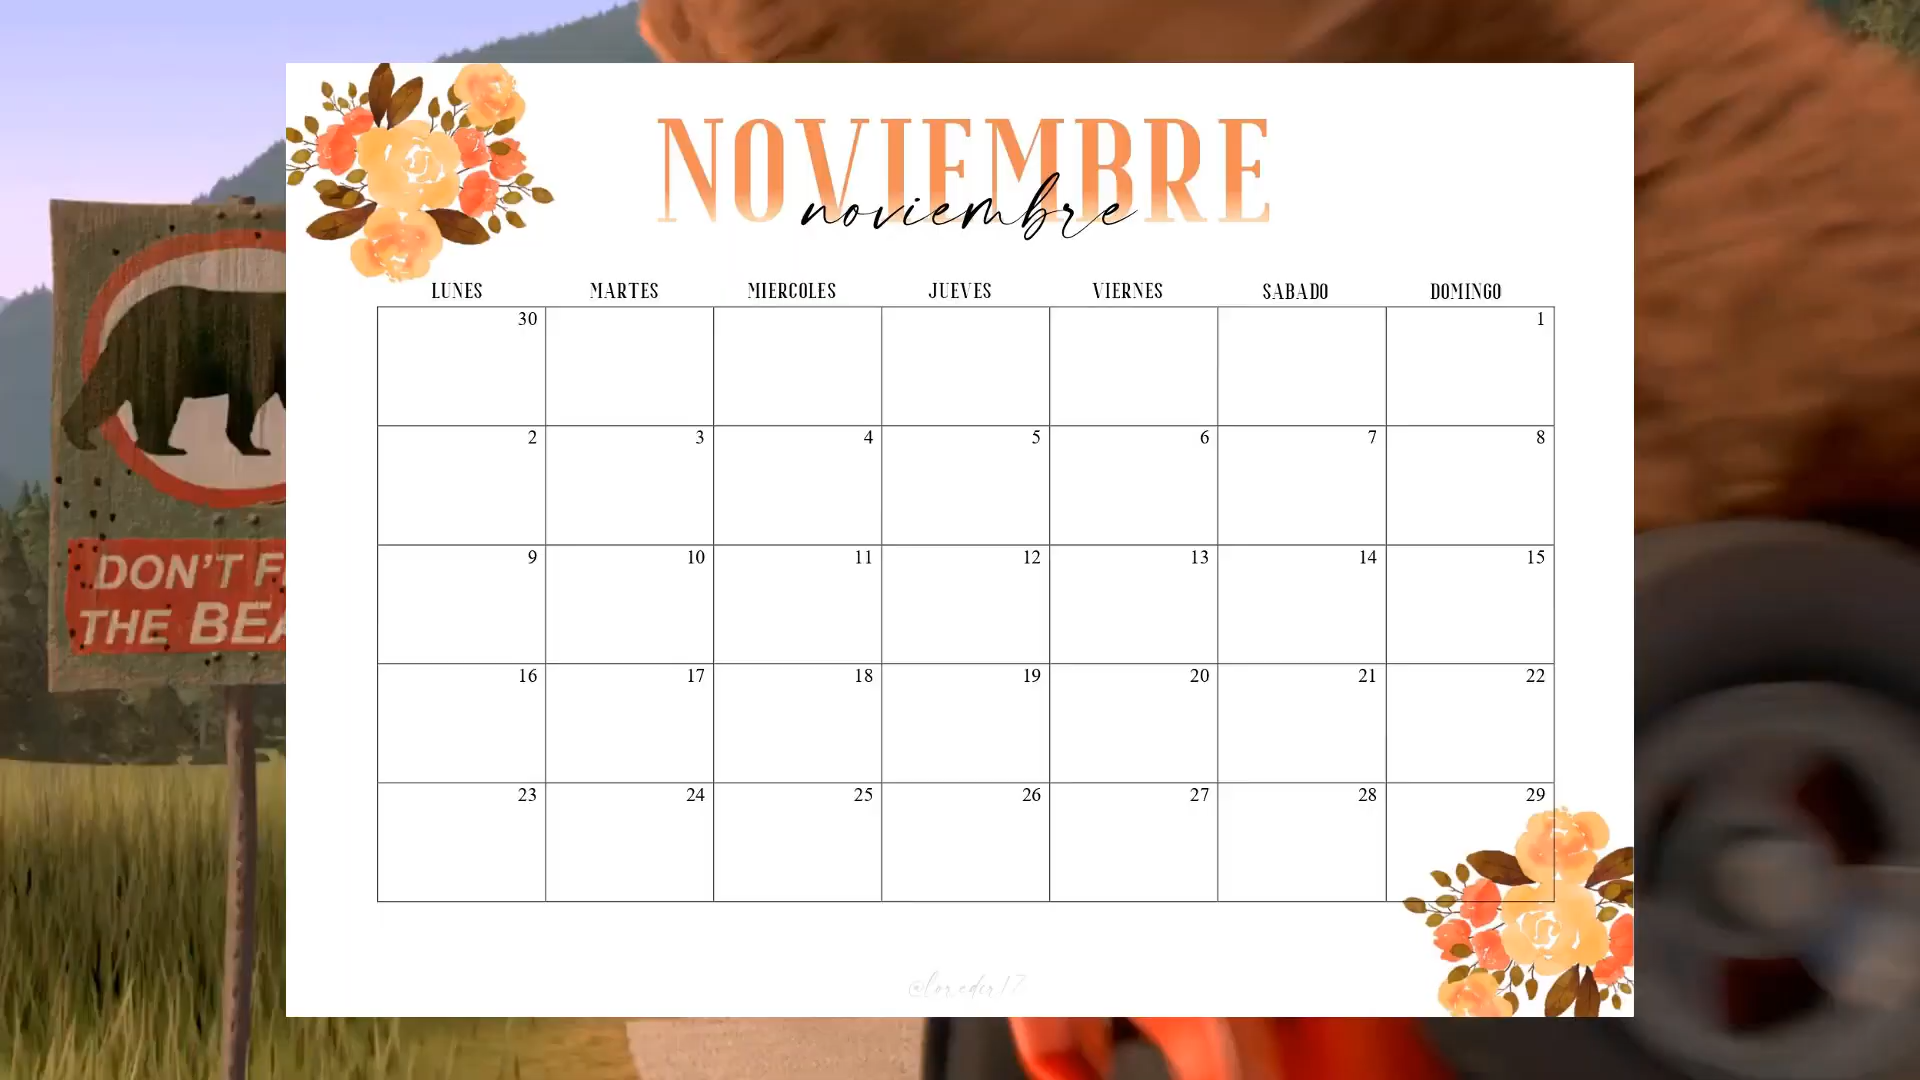 NOVIEMBRE
noviembre
LUNES MARTES MIERCOLES JUEVES VIERNES SABADO DOMINGO
30 1
2 3 4 5 6 7 8
9 10 11 12 13 14 15
16 17 18 19 20 21 22
23 24 25 26 27 28 29
DON'T
THE